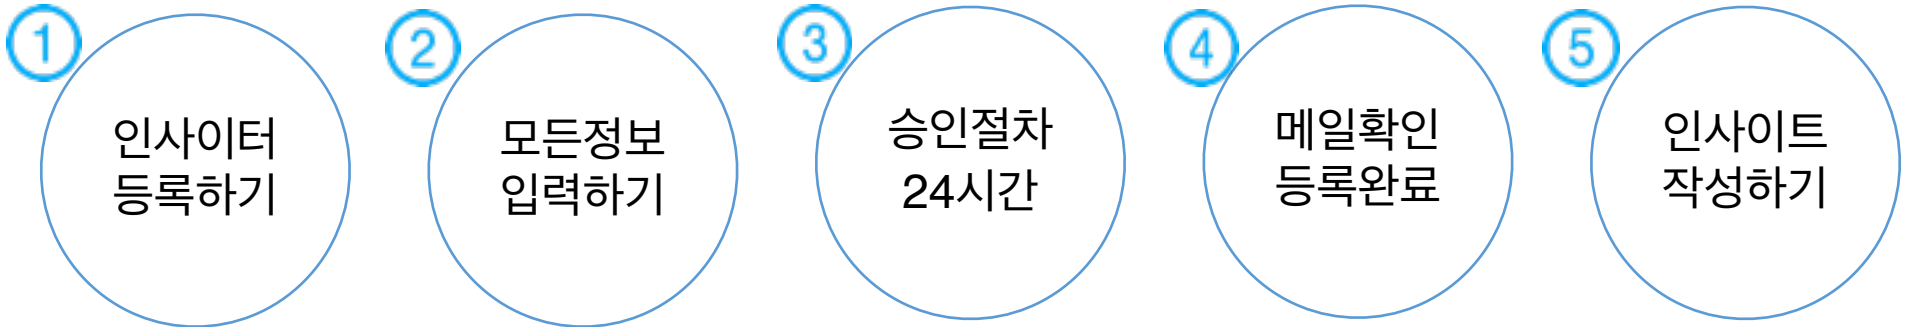 ①
인사이터
등록하기
②
모든정보
입력하기
③
승인절차
24시간
④
메일확인
등록완료
⑤
인사이트
작성하기